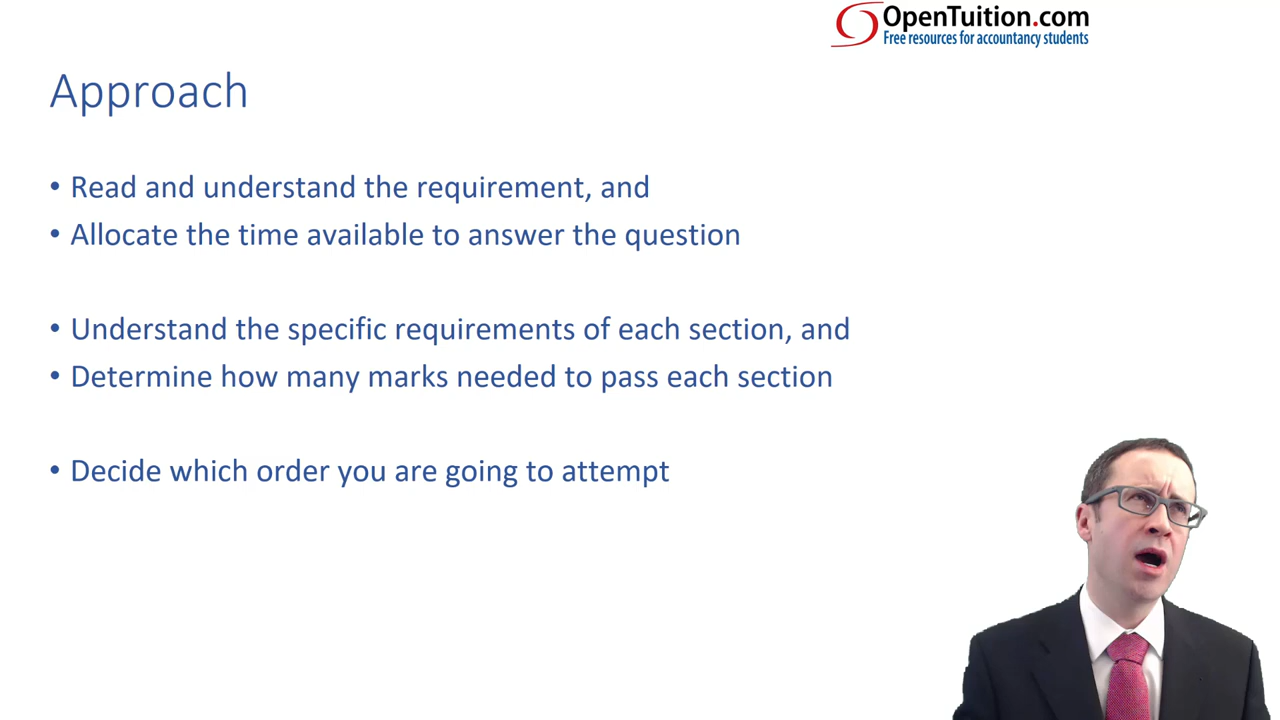 OpenTuition.com
Free resources for accountancy students
Approach
• Read and understand the requirement, and
• Allocate the time available to answer the question
• Understand the specific requirements of each section, and
• Determine how many marks needed to pass each section
• Decide which order you are going to attempt